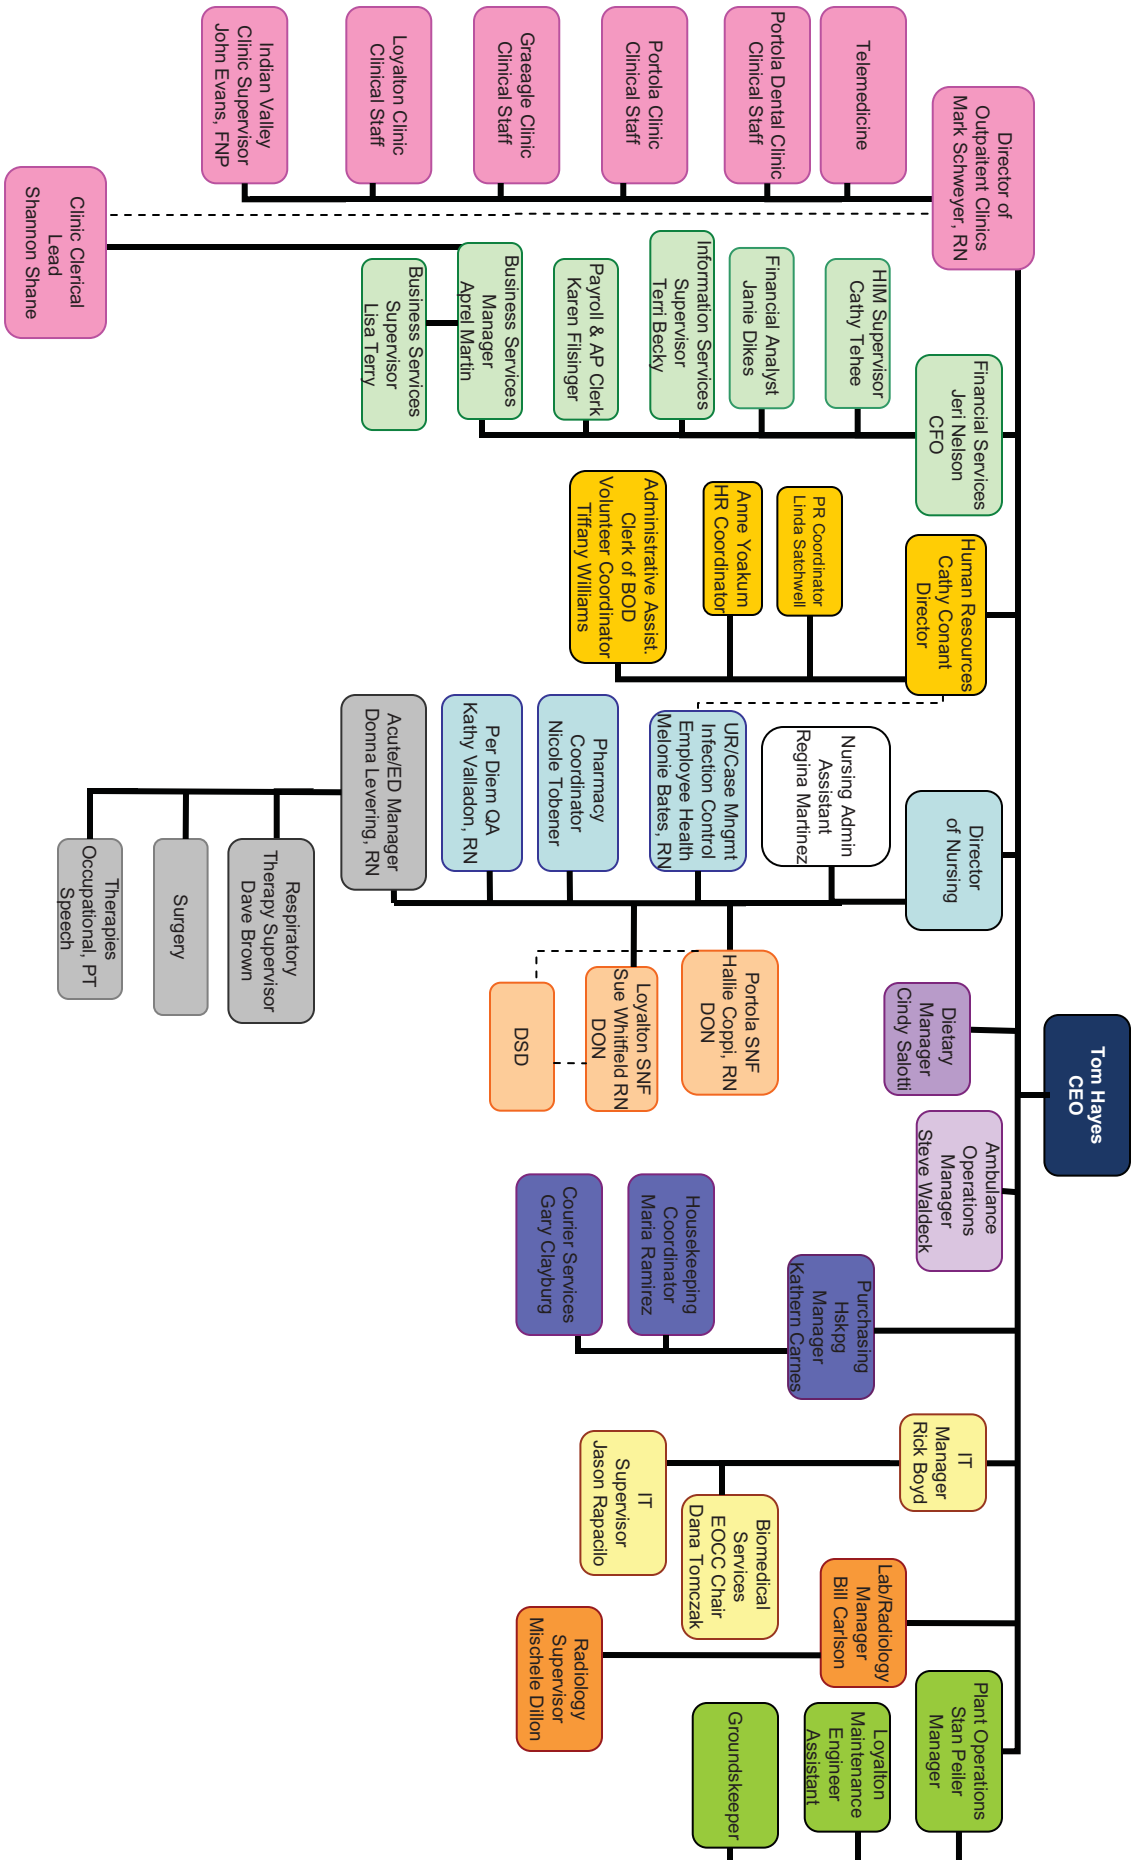 Tom Hayes
CEO
Director of
Outpaitent Clinics
Mark Schweyer, RN
Telemedicine
Portola Dental Clinic
Clinical Staff
Portola Clinic
Clinical Staff
Graeagle Clinic
Clinical Staff
Loyalton Clinic
Clinical Staff
Indian Valley
Clinic Supervisor
John Evans, FNP
Clinic Clerical
Lead
Shannon Shane
Financial Services
Jeri Nelson
CFO
HIM Supervisor
Cathy Tehee
Financial Analyst
Janie Dikes
Information Services
Supervisor
Terri Becky
Payroll & AP Clerk
Karen Filsinger
Business Services
Manager
Aprel Martin
Business Services
Supervisor
Lisa Terry
Human Resources
Cathy Conant
Director
PR Coordinator
Linda Satchwell
Anne Yoakum
HR Coordinator
Administrative Assist.
Clerk of BOD
Volunteer Coordinator
Tiffany Williams
Director
of Nursing
Nursing Admin
Assistant
Regina Martinez
UR/Case Mngmt
Infection Control
Employee Health
Melonie Bates, RN
Pharmacy
Coordinator
Nicole Tobener
Per Diem QA
Kathy Valladon, RN
Acute/ED Manager
Donna Levering, RN
Respiratory
Therapy Supervisor
Dave Brown
Surgery
Therapies
Occupational, PT
Speech
Portola SNF
Hallie Coppi, RN
DON
Loyalton SNF
Sue Whitfield RN
DON
DSD
Dietary
Manager
Cindy Salotti
Ambulance
Operations
Manager
Steve Waldeck
Purchasing
Hskpg
Manager
Kathern Carnes
Housekeeping
Coordinator
Maria Ramirez
Courier Services
Gary Clayburg
IT
Manager
Rick Boyd
Biomedical
Services
EOCC Chair
Dana Tomczak
IT
Supervisor
Jason Rapacilo
Lab/Radiology
Manager
Bill Carlson
Radiology
Supervisor
Mischele Dillon
Plant Operations
Stan Peiler
Manager
Loyalton
Maintenance
Engineer
Assistant
Groundskeeper